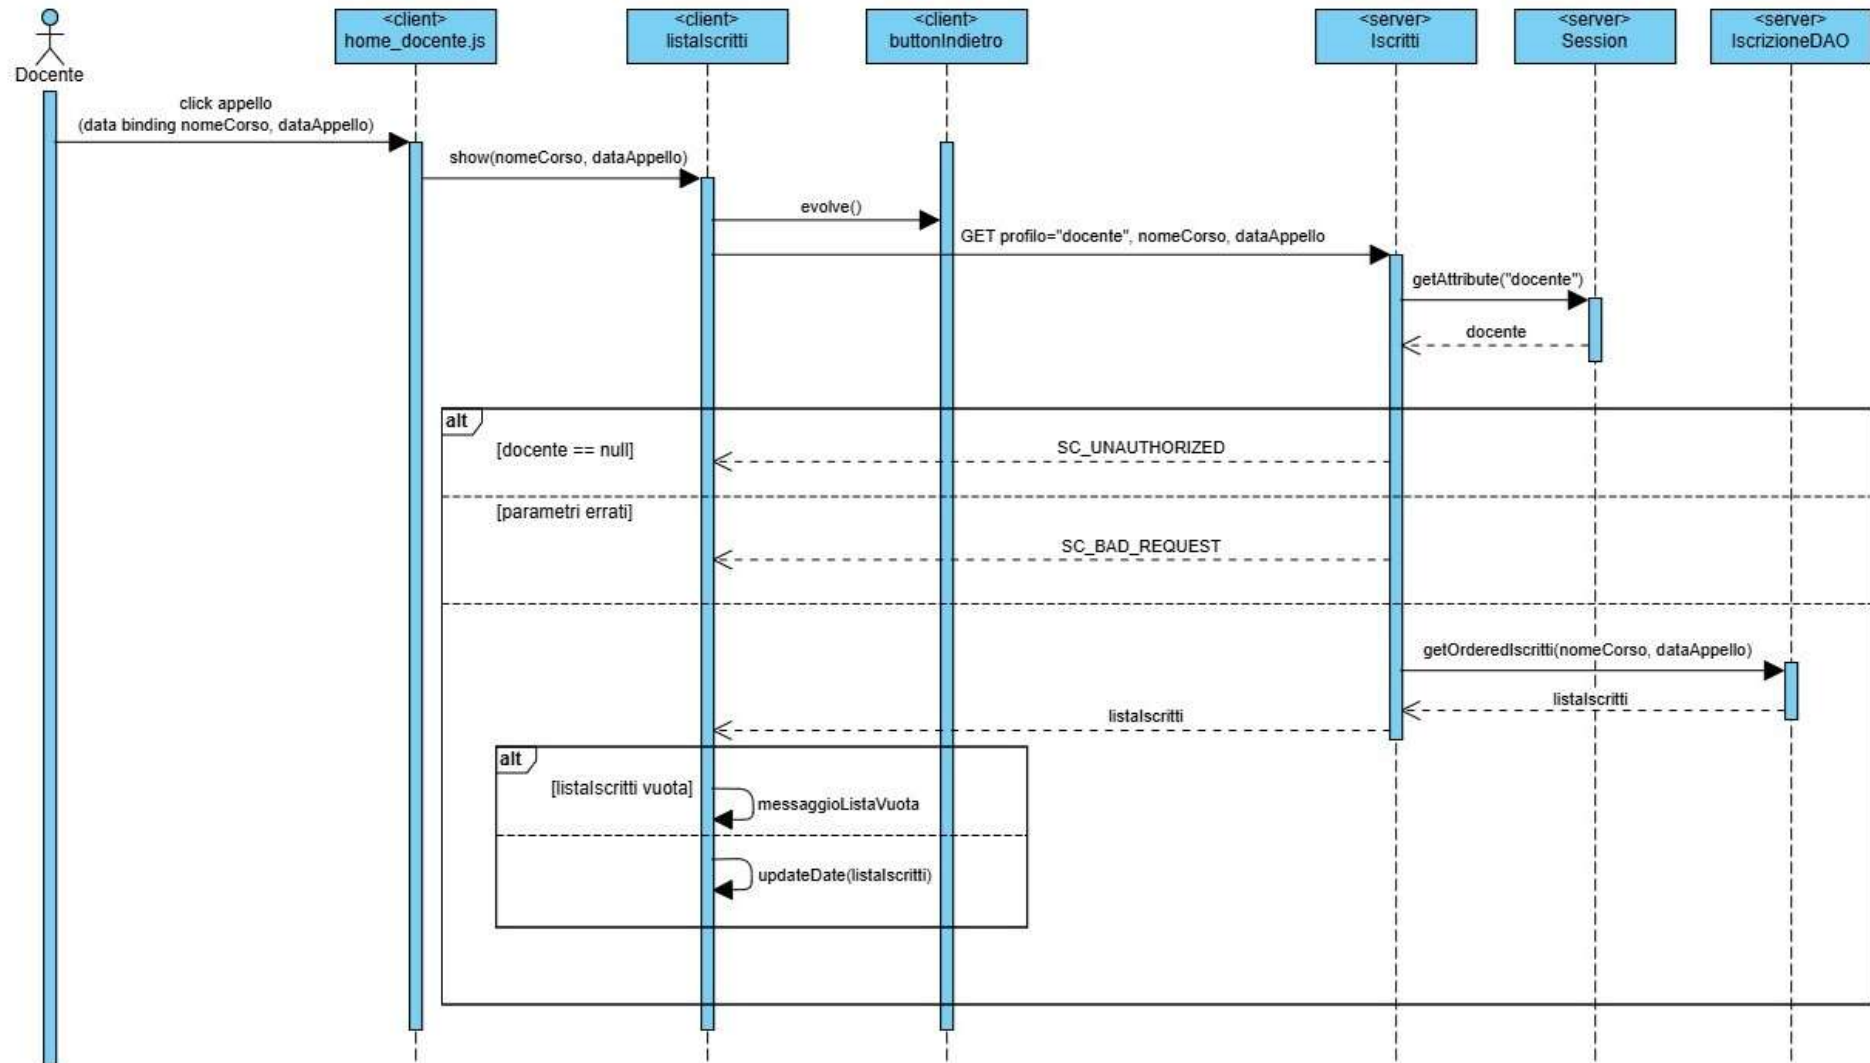 <client>
home_docente.js
<client>
listaIscritti
<client>
buttonIndietro
<server>
Iscritti
<server>
Session
<server>
IscrizioneDAO
Docente
click appello
(data binding nomeCorso, dataAppello)
show(nomeCorso, dataAppello)
evolve()
GET profilo="docente", nomeCorso, dataAppello
getAttribute("docente")
docente
alt
[docente == null]
SC_UNAUTHORIZED
[parametri errati]
SC_BAD_REQUEST
getOrderedIscritti(nomeCorso, dataAppello)
listaIscritti
listaIscritti
alt
[listaIscritti vuota]
messaggioListaVuota
updateDate(listaIscritti)